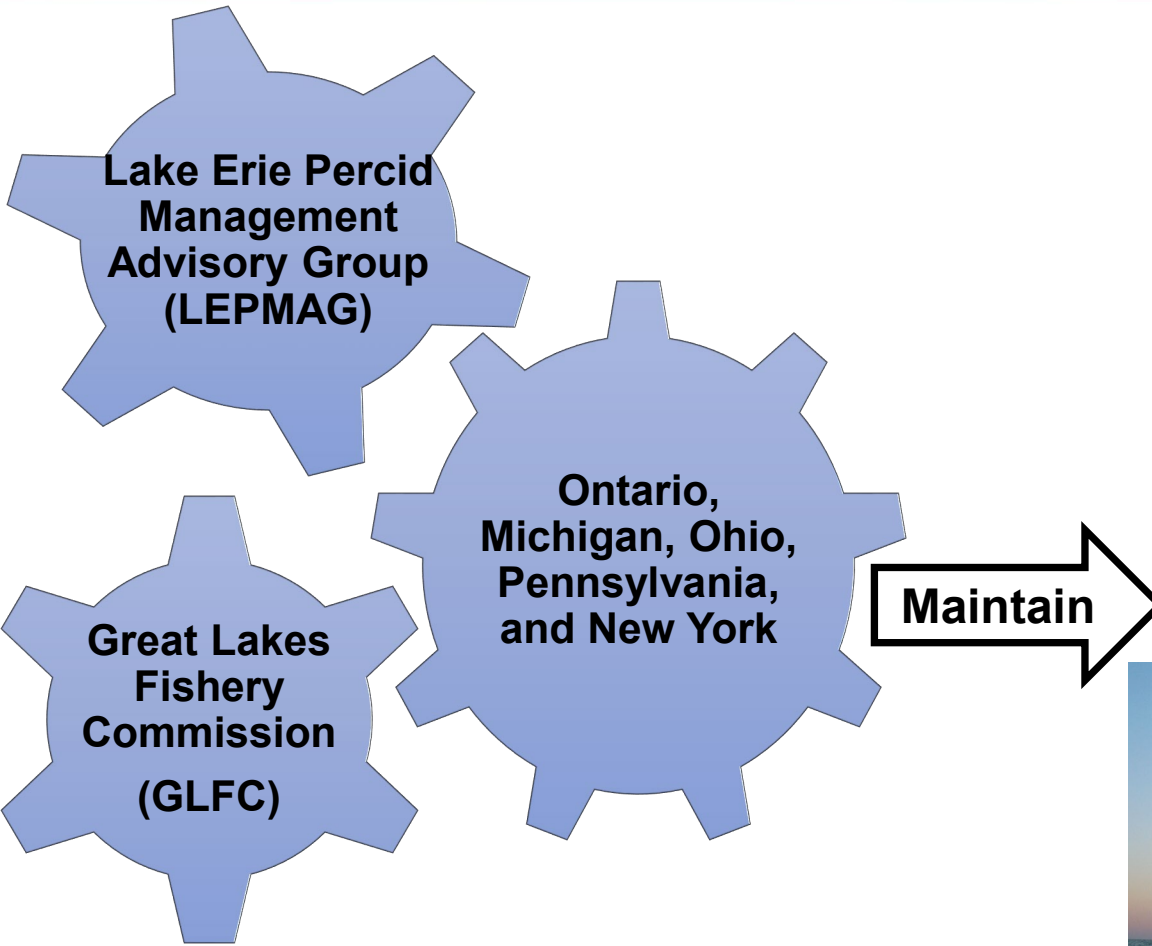 Lake Erie Percid
Management
Advisory Group
(LEPMAG)
Ontario,
Michigan, Ohio,
Pennsylvania,
and New York
Great Lakes
Fishery
Commission
(GLFC)
Maintain